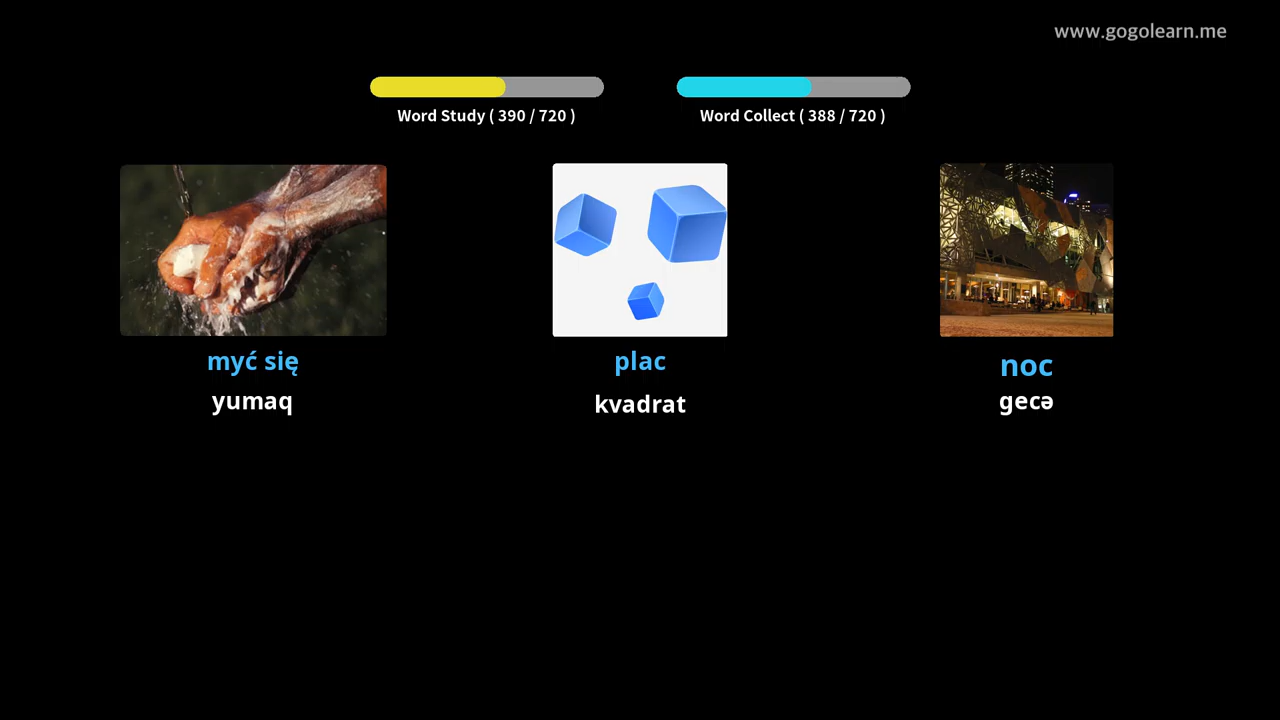 www.gogolearn.me
Word Study ( 390 / 720 )
Word Collect ( 388 / 720 )
myć się
yumaq
plac
kvadrat
noc
gecə